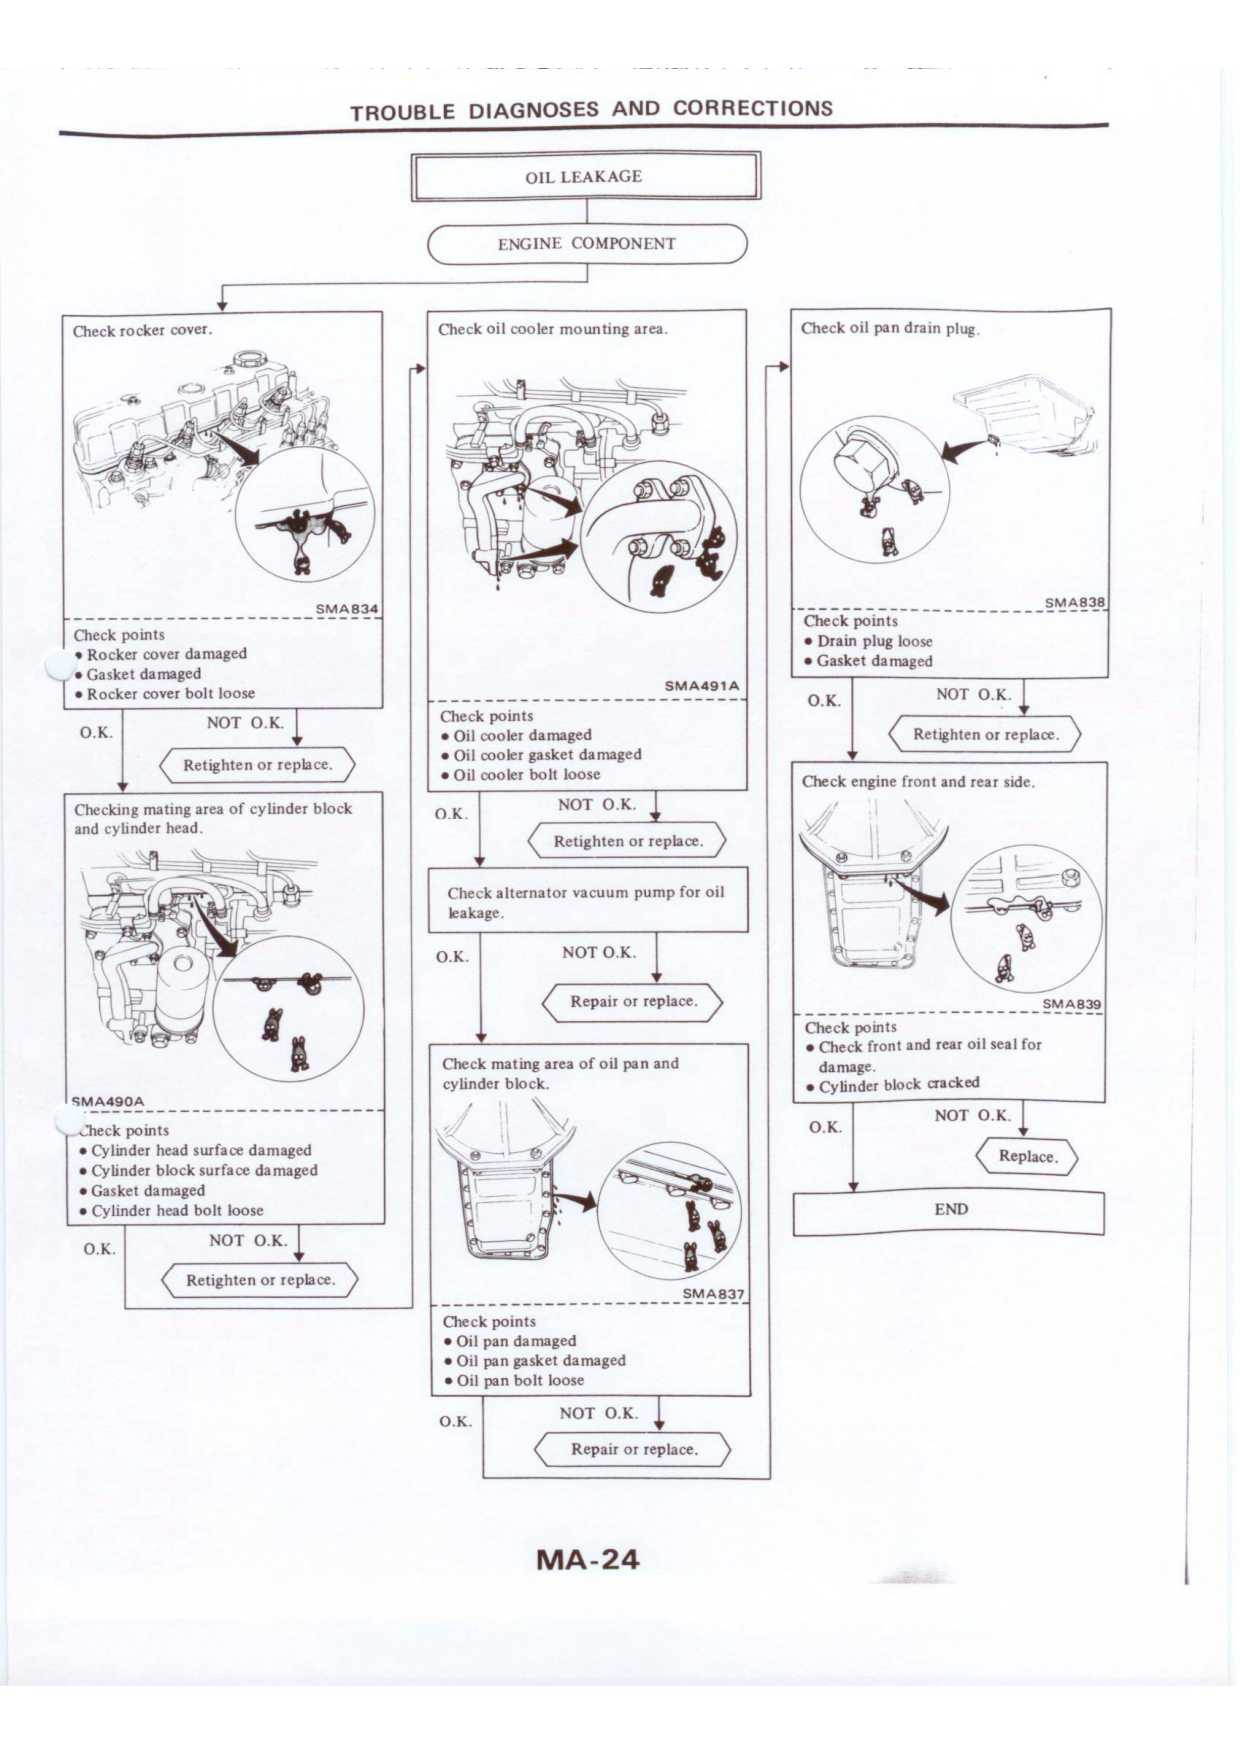 TROUBLE DIAGNOSES AND CORRECTIONS
OIL LEAKAGE
ENGINE COMPONENT
Check rocker cover.
SMA834
Check points
• Rocker cover damaged
• Gasket damaged
• Rocker cover bolt loose
O.K.
NOT O.K.
Retighten or replace.
Checking mating area of cylinder block
and cylinder head.
SMA490A
Check points
• Cylinder head surface damaged
• Cylinder block surface damaged
• Gasket damaged
• Cylinder head bolt loose
O.K.
NOT O.K.
Retighten or replace.
Check oil cooler mounting area.
SMA491A
Check points
• Oil cooler damaged
• Oil cooler gasket damaged
• Oil cooler bolt loose
O.K.
NOT O.K.
Retighten or replace.
Check alternator vacuum pump for oil
leakage.
O.K.
NOT O.K.
Repair or replace.
Check mating area of oil pan and
cylinder block.
SMA837
Check points
• Oil pan damaged
• Oil pan gasket damaged
• Oil pan bolt loose
O.K.
NOT O.K.
Repair or replace.
Check oil pan drain plug.
SMA838
Check points
• Drain plug loose
• Gasket damaged
O.K.
NOT O.K.
Retighten or replace.
Check engine front and rear side.
SMA839
Check points
• Check front and rear oil seal for
damage.
• Cylinder block cracked
O.K.
NOT O.K.
Replace.
END
MA-24